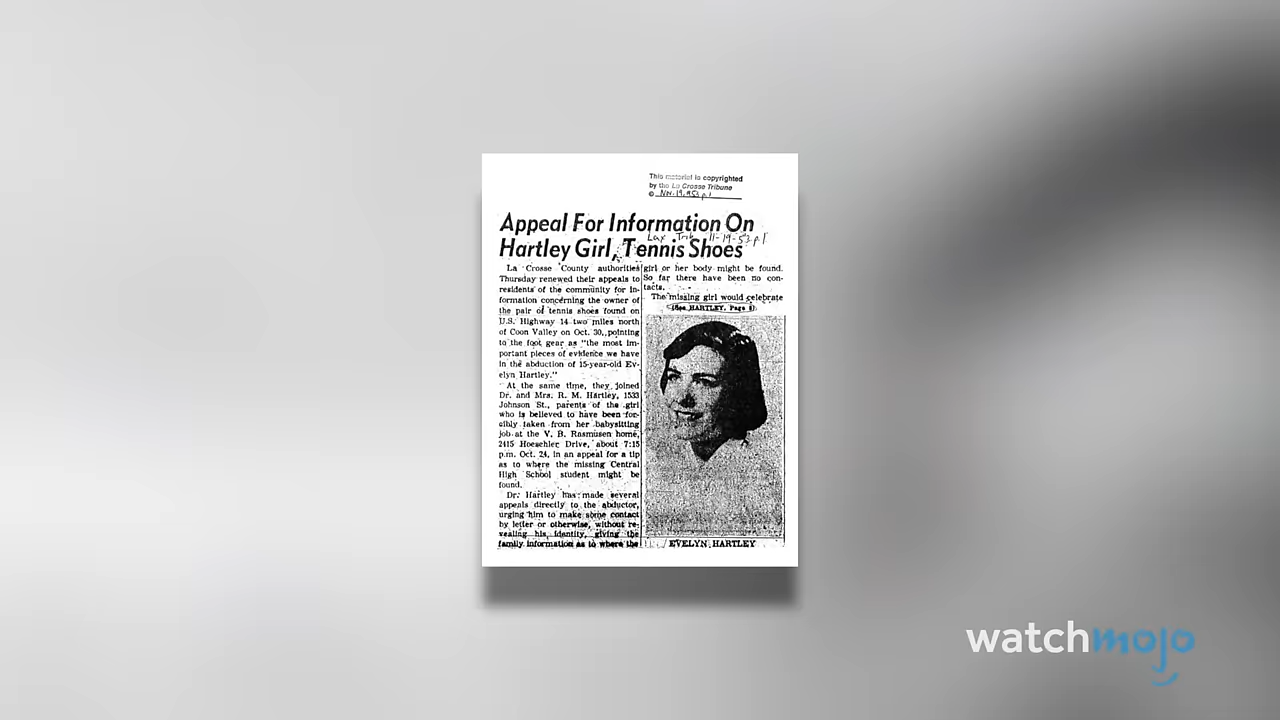 This material is copyrighted
by the La Crosse Tribune
© Nov. 19, 1953 p. 1
Appeal For Information On
Lax Trib 11-19-53 p 1
Hartley Girl, Tennis Shoes
La Crosse County authorities
Thursday renewed their appeals to
residents of the community for in-
formation concerning the owner of
the pair of tennis shoes found on
U.S. Highway 14 two miles north
of Coon Valley on Oct. 30, pointing
to the foot gear as "the most im-
portant pieces of evidence we have
in the abduction of 15-year-old Ev-
elyn Hartley."
At the same time, they joined
Dr. and Mrs. R. M. Hartley, 1533
Johnson St., parents of the girl
who is believed to have been for-
cibly taken from her babysitting
job at the V. B. Rasmusen home,
2415 Hoeschler Drive, about 7:15
p.m. Oct. 24, in an appeal for a tip
as to where the missing Central
High School student might be
found.
Dr. Hartley has made several
appeals directly to the abductor,
urging him to make some contact
by letter or otherwise, without re-
vealing his identity, giving the
family information as to where the
girl or her body might be found.
So far there have been no con-
tacts.
The missing girl would celebrate
(See HARTLEY, Page 8)
EVELYN HARTLEY
watchmojo